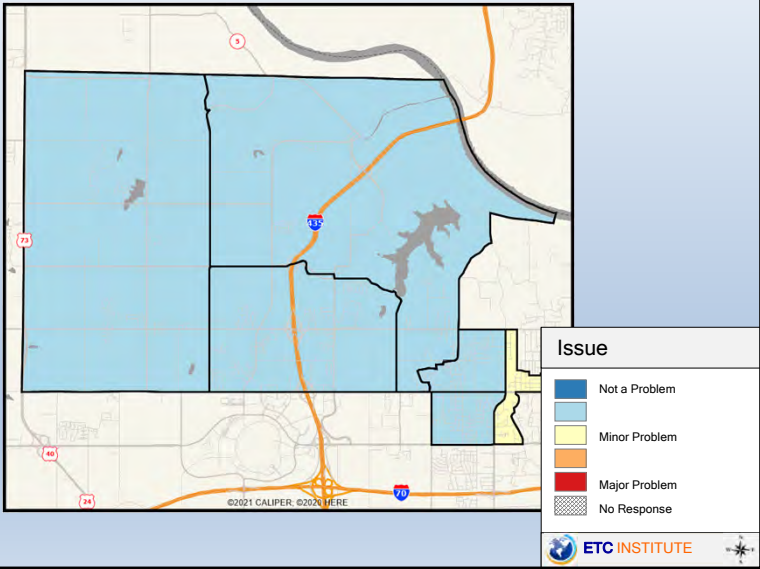 5
435
73
Issue
Not a Problem
Minor Problem
Major Problem
No Response
40
24
70
©2021 CALIPER; ©2020 HERE
ETC INSTITUTE